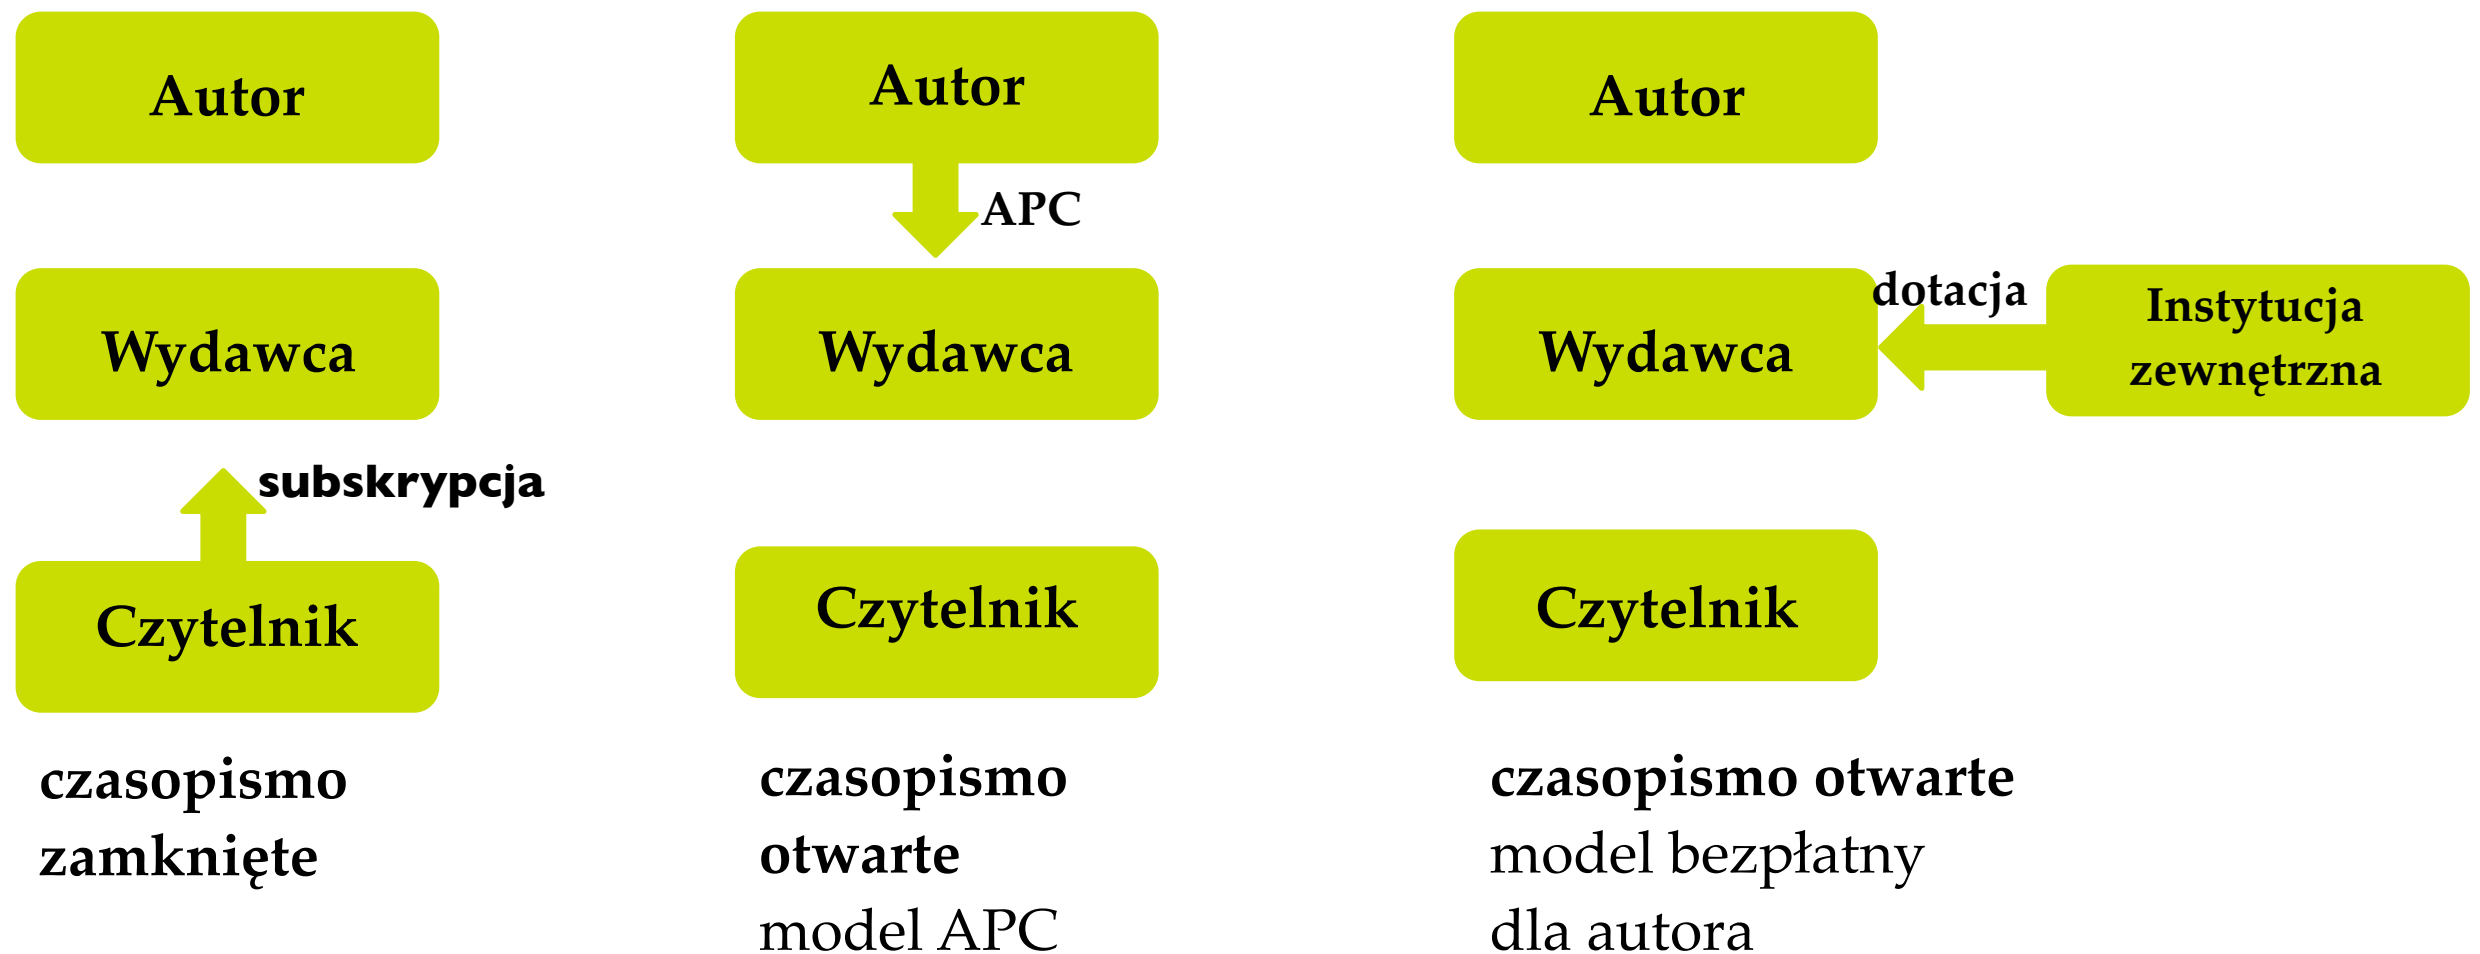 Autor
Wydawca
subskrypcja
Czytelnik
czasopismo
zamknięte
Autor
APC
Wydawca
Czytelnik
czasopismo
otwarte
model APC
Autor
Wydawca
dotacja
Instytucja
zewnętrzna
Czytelnik
czasopismo otwarte
model bezpłatny
dla autora